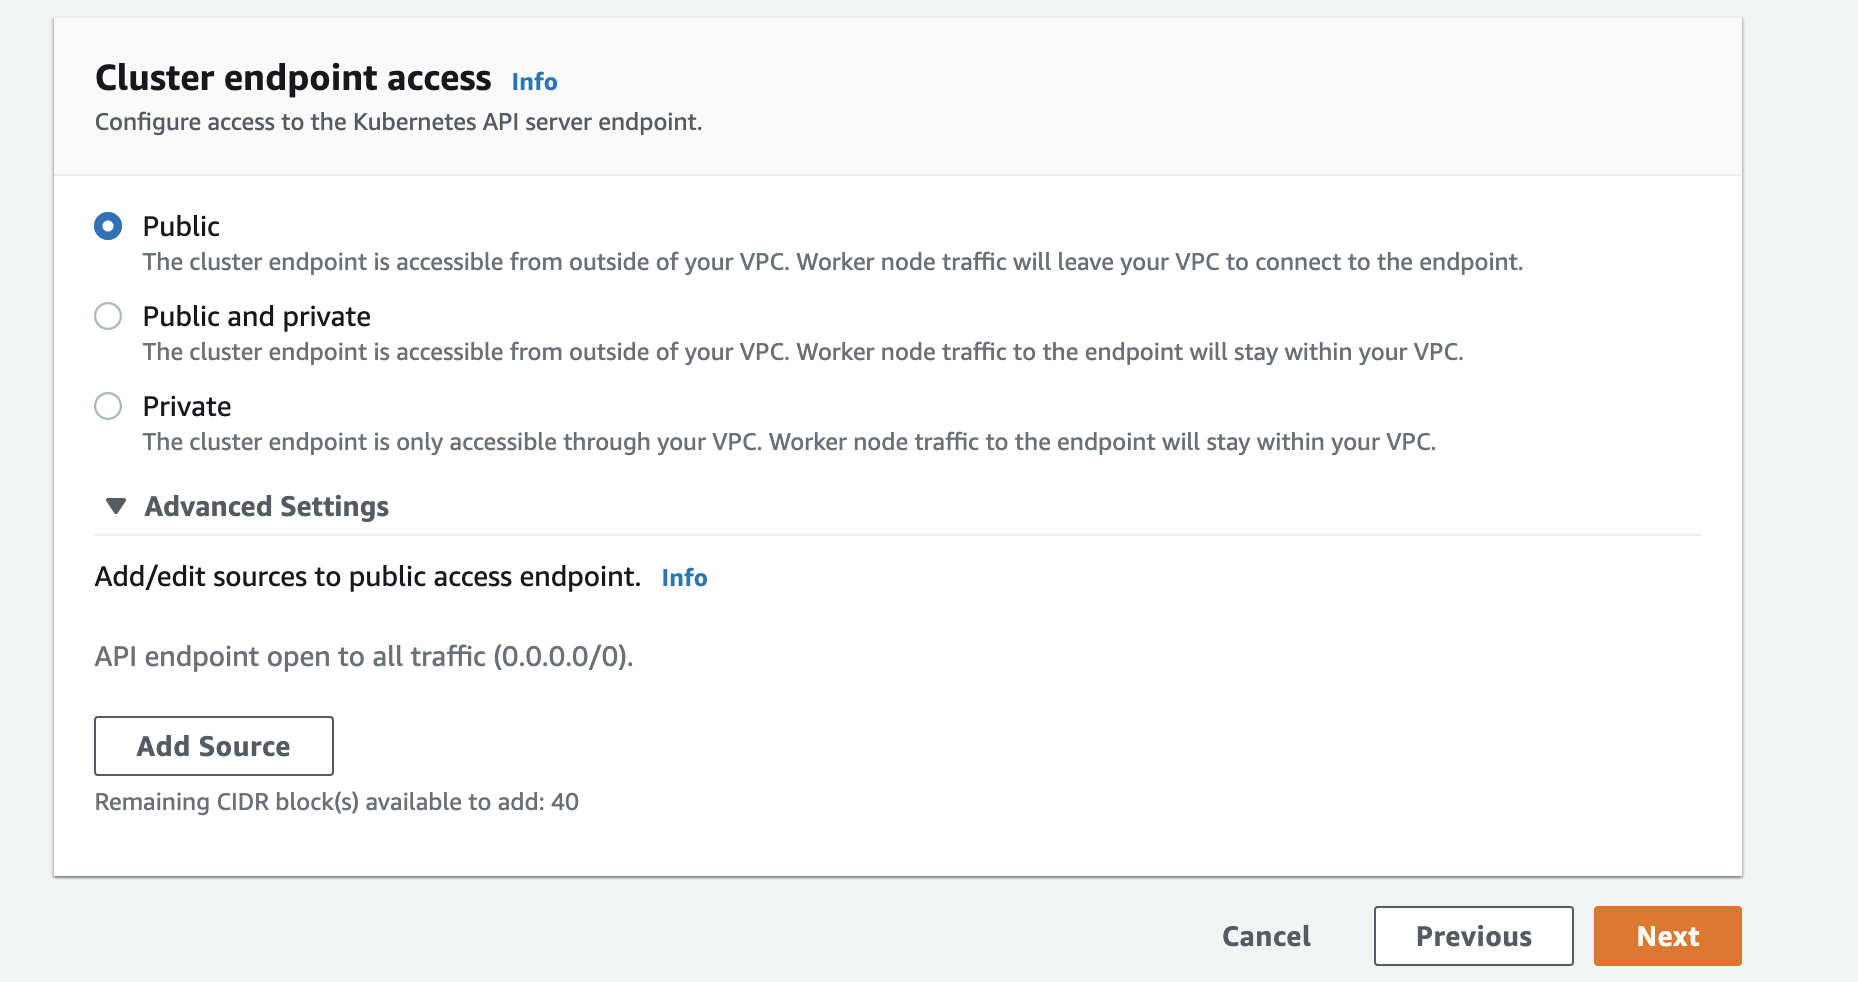 Cluster endpoint access Info
Configure access to the Kubernetes API server endpoint.
Public
The cluster endpoint is accessible from outside of your VPC. Worker node traffic will leave your VPC to connect to the endpoint.
Public and private
The cluster endpoint is accessible from outside of your VPC. Worker node traffic to the endpoint will stay within your VPC.
Private
The cluster endpoint is only accessible through your VPC. Worker node traffic to the endpoint will stay within your VPC.
Advanced Settings
Add/edit sources to public access endpoint. Info
API endpoint open to all traffic (0.0.0.0/0).
Add Source
Remaining CIDR block(s) available to add: 40
Cancel Previous Next